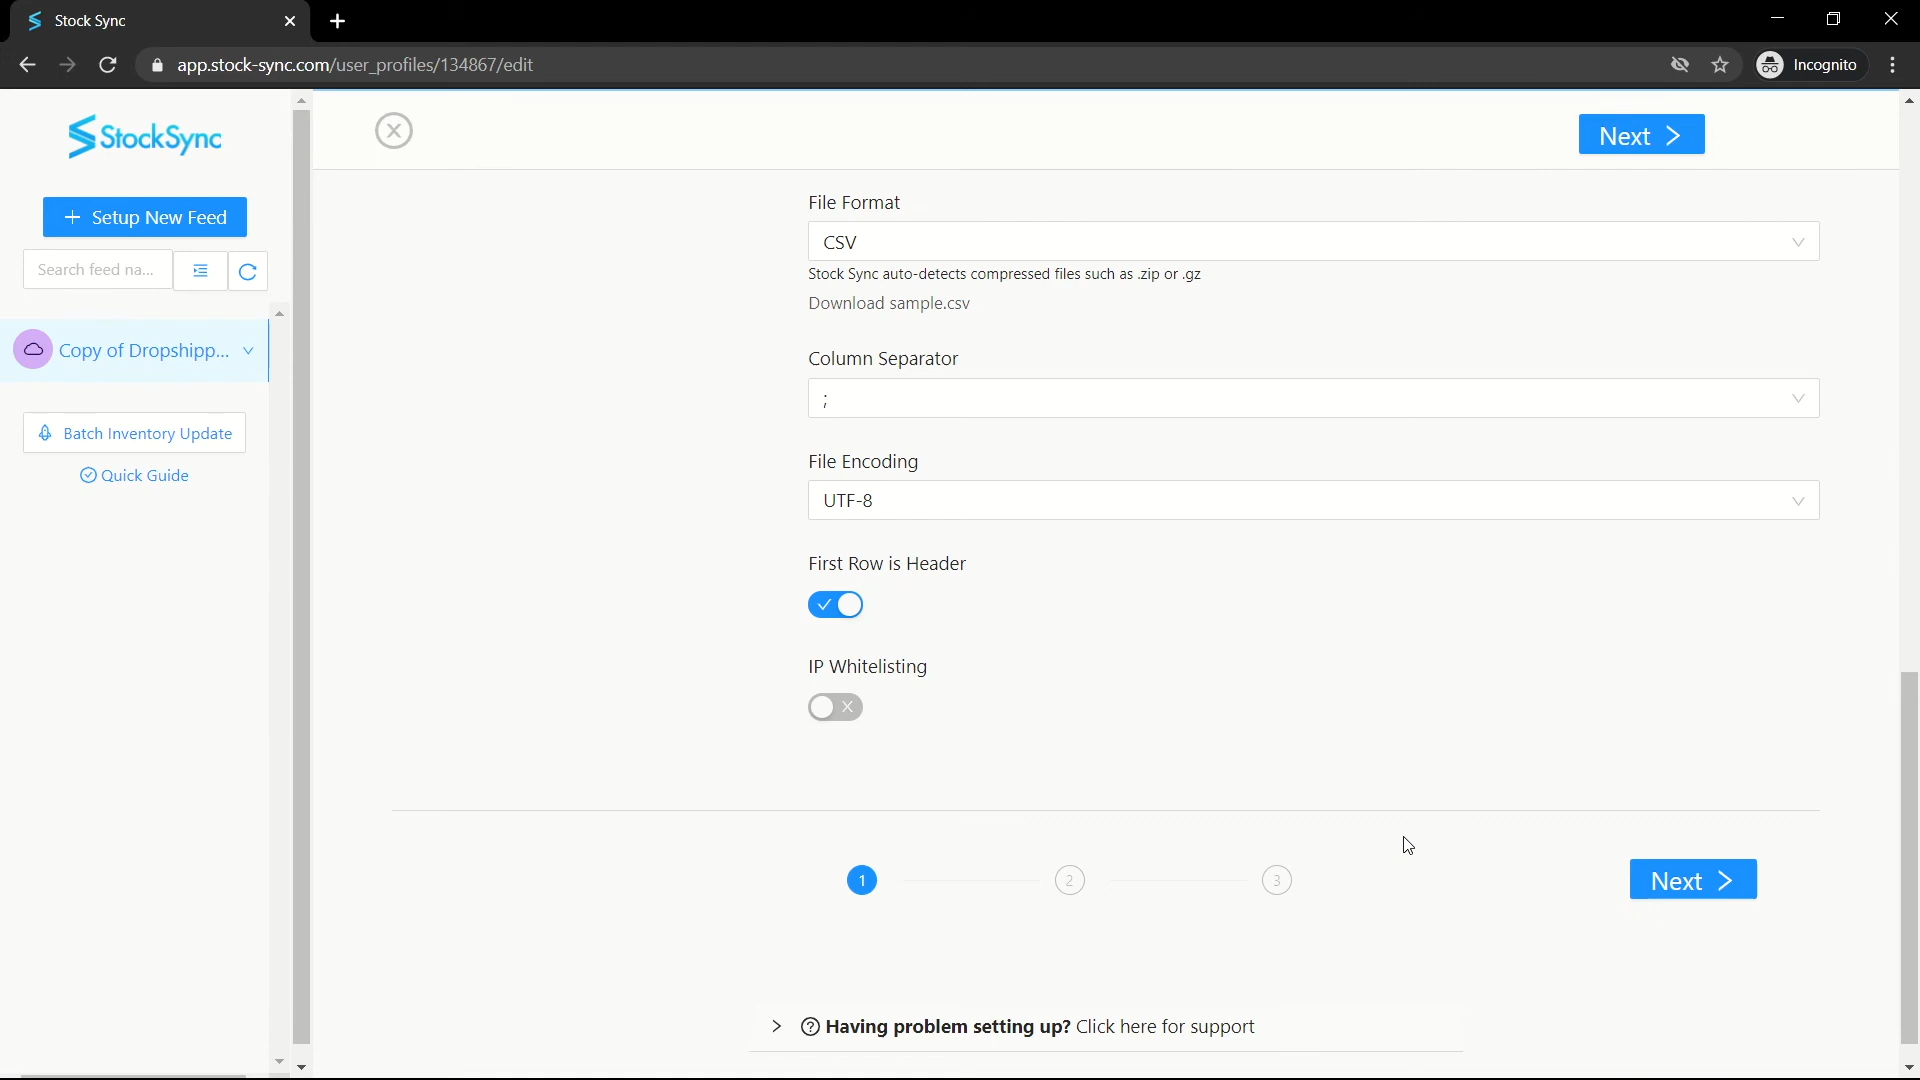 Stock Sync
app.stock-sync.com/user_profiles/134867/edit
Incognito
StockSync
Next
Setup New Feed
Search feed na...
Copy of Dropshipp...
Batch Inventory Update
Quick Guide
File Format
CSV
Stock Sync auto-detects compressed files such as .zip or .gz
Download sample.csv
Column Separator
;
File Encoding
UTF-8
First Row is Header
IP Whitelisting
1
2
3
Next
Having problem setting up? Click here for support